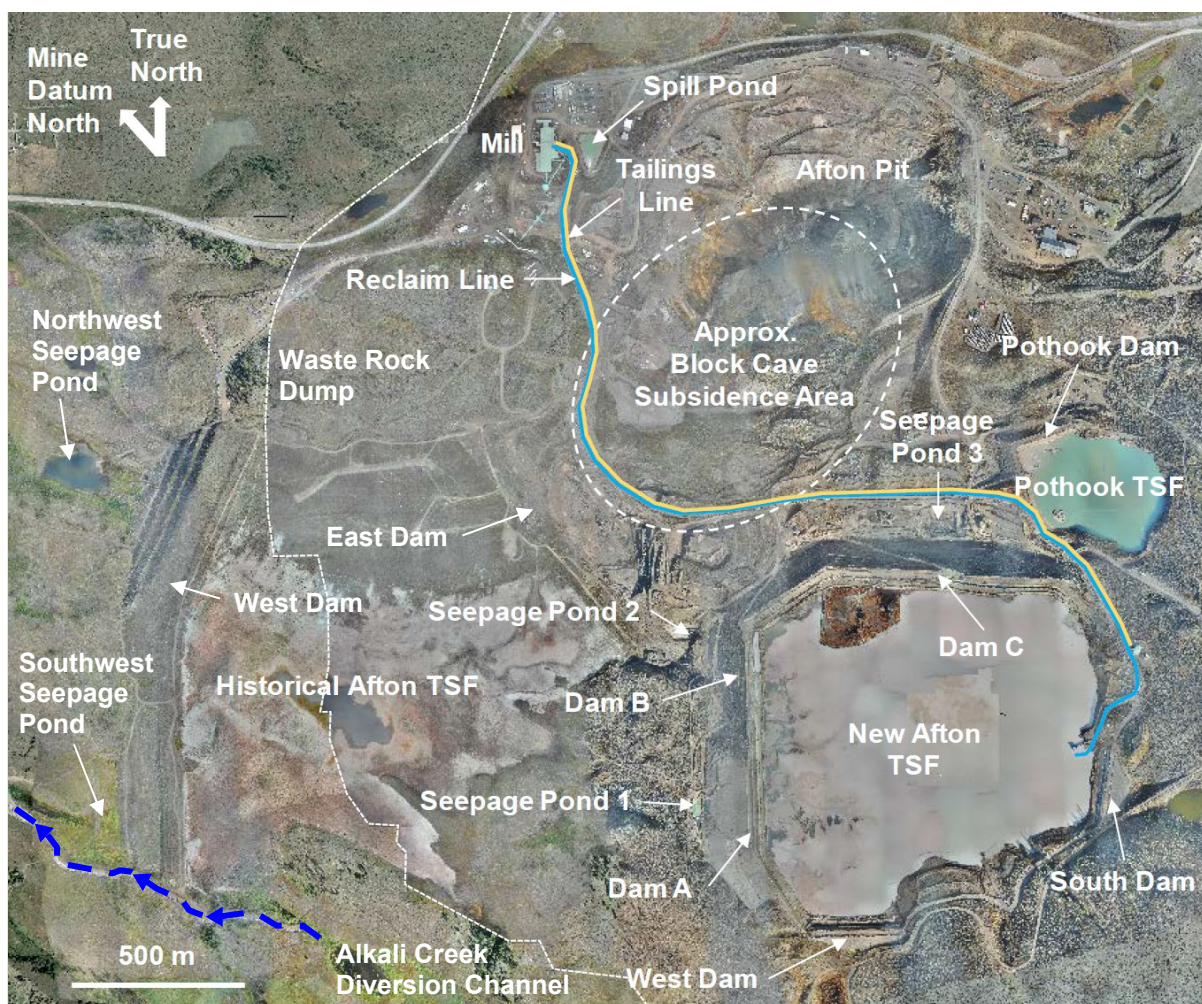 True
North
Mine
Datum
North
Spill Pond
Mill
Tailings
Line
Afton Pit
Reclaim Line
Northwest
Seepage
Pond
Waste Rock
Dump
Approx.
Block Cave
Subsidence Area
Pothook Dam
Seepage
Pond 3
Pothook TSF
East Dam
West Dam
Seepage Pond 2
Dam C
Southwest
Seepage
Pond
Historical Afton TSF
Dam B
New Afton
TSF
Seepage Pond 1
Dam A
South Dam
500 m
Alkali Creek
Diversion Channel
West Dam